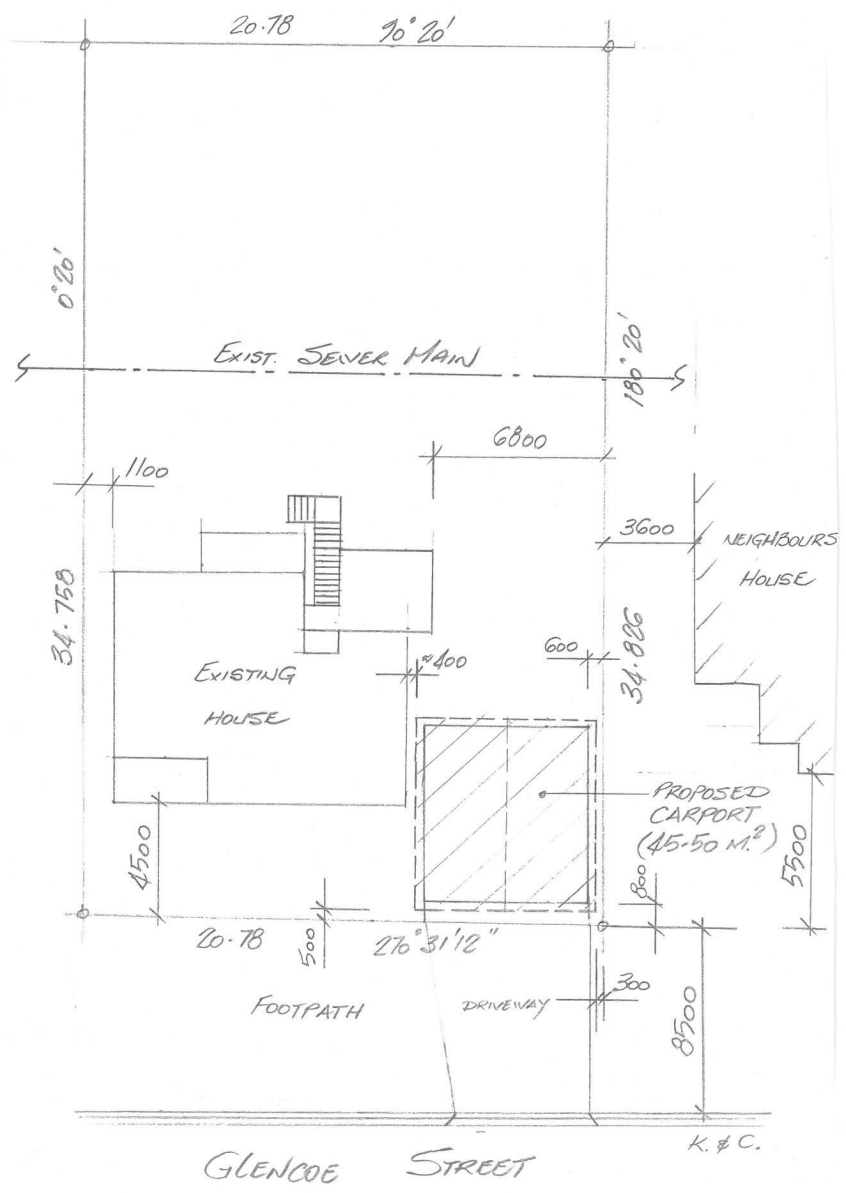 20.78 90°20'
0°20'
EXIST. SEWER MAIN
180°20'
6800
1100
3600
NEIGHBOURS
HOUSE
34.758
34.826
600
≈400
EXISTING
HOUSE
PROPOSED
CARPORT
(45-50 M.²)
4500
800
5500
20.78
500
270°31'12"
FOOTPATH
DRIVEWAY
300
8500
K. & C.
GLENCOE STREET